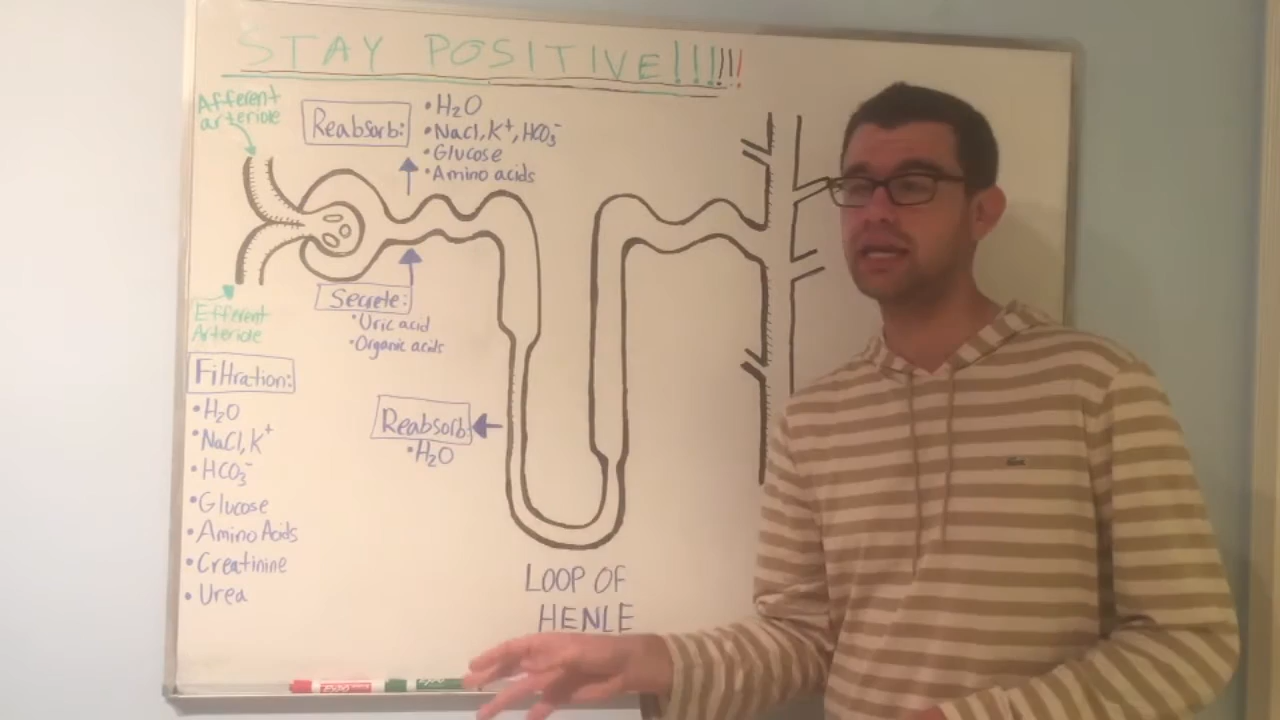 STAY POSITIVE!!!!!!
Afferent
arteriole
Reabsorb:
• H₂O
• NaCl, K⁺, HCO₃⁻
• Glucose
• Amino acids
Efferent
Arteriole
Secrete:
• Uric acid
• Organic acids
Filtration:
• H₂O
• NaCl, K⁺
• HCO₃⁻
• Glucose
• Amino Acids
• Creatinine
• Urea
Reabsorb
• H₂O
LOOP OF
HENLE
EXPO